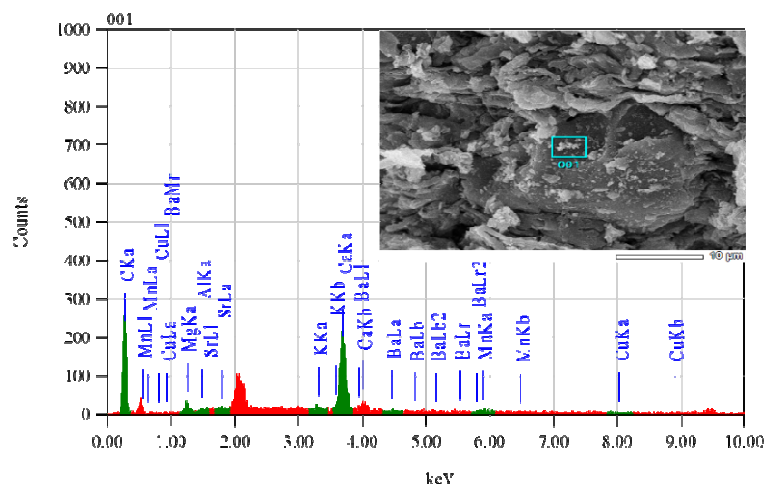 001
1000
900
800
700
600
500
400
300
200
100
0
Counts
CKa
MnLl
MnLa
CuLl
CuLa
BaMr
MgKa
AlKa
SrLl
SrLa
KKa
KKb
CaKa
CaKb
BaLl
BaLa
BaLb
BaLb2
BaLr
MnKa
BaLr2
MnKb
CuKa
CuKb
0.00 1.00 2.00 3.00 4.00 5.00 6.00 7.00 8.00 9.00 10.00
keV
001
10 µm